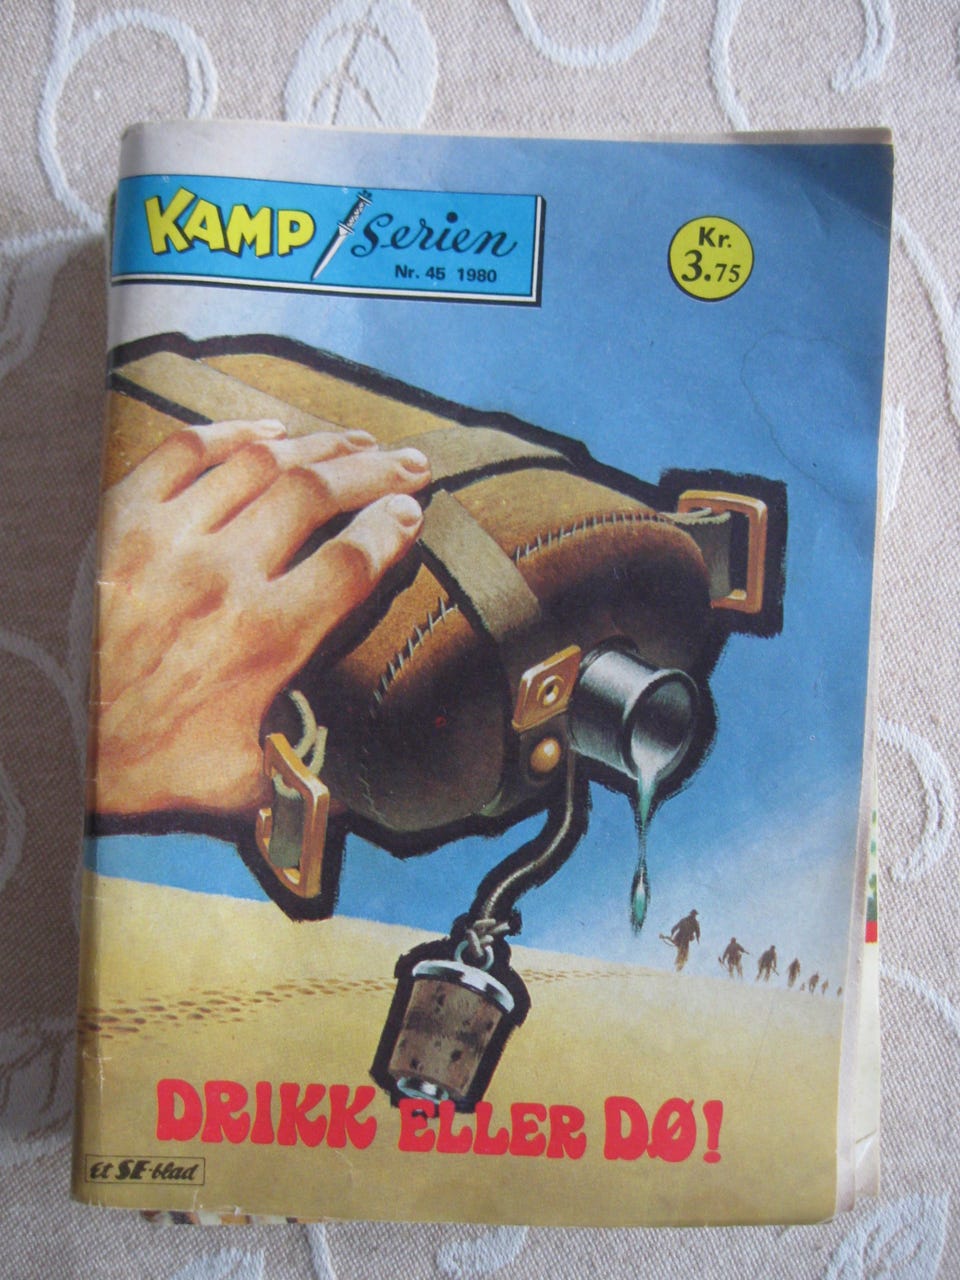 KAMP Serien
Nr. 45 1980
Kr.
3.75
DRIKK ELLER DØ!
Et SE-blad